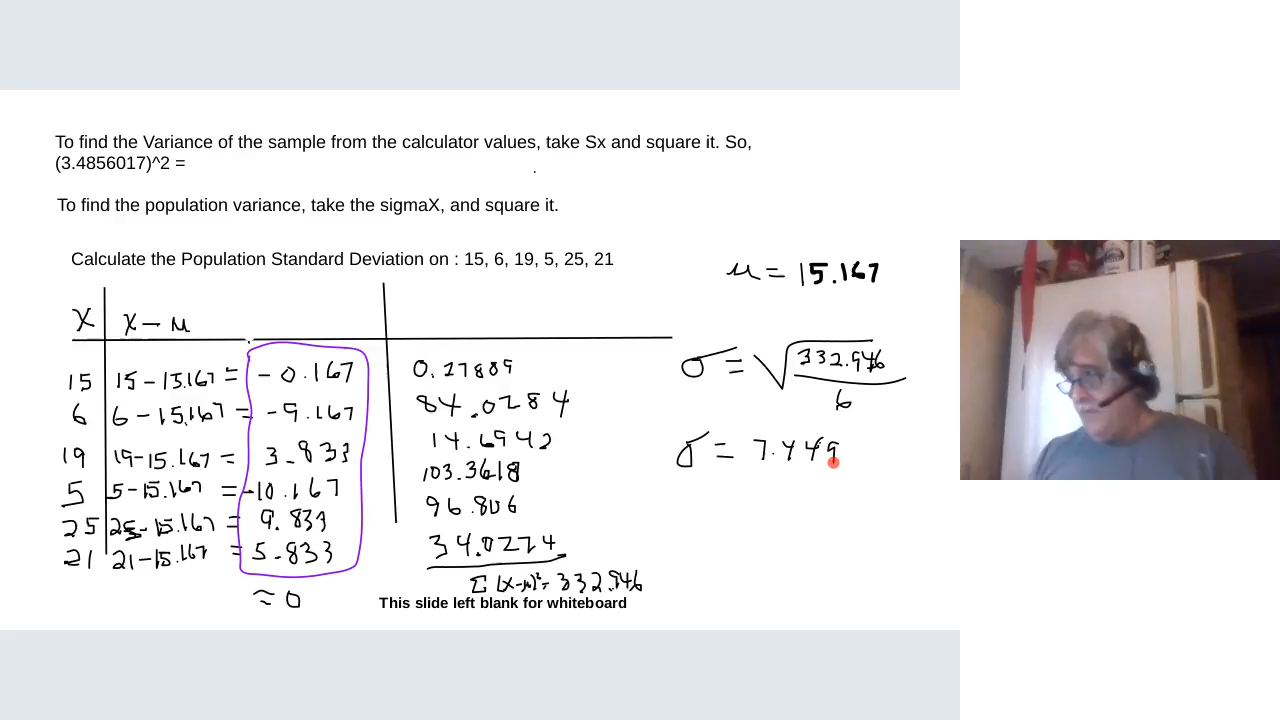 To find the Variance of the sample from the calculator values, take Sx and square it. So,
(3.4856017)^2 =
To find the population variance, take the sigmaX, and square it.
Calculate the Population Standard Deviation on : 15, 6, 19, 5, 25, 21
μ = 15.167
X X - μ
15 15 - 15.167 = - 0.167 0.27889
6 6 - 15.167 = - 9.167 84.0284
19 19 - 15.167 = 3.833 14.6942
5 5 - 15.167 = -10.167 103.3618
25 25 - 15.167 = 9.833 96.806
21 21 - 15.167 = 5.833 34.0224
≈ 0
Σ (x-μ)² = 332.946
σ = √332.946
6
σ = 7.449
This slide left blank for whiteboard